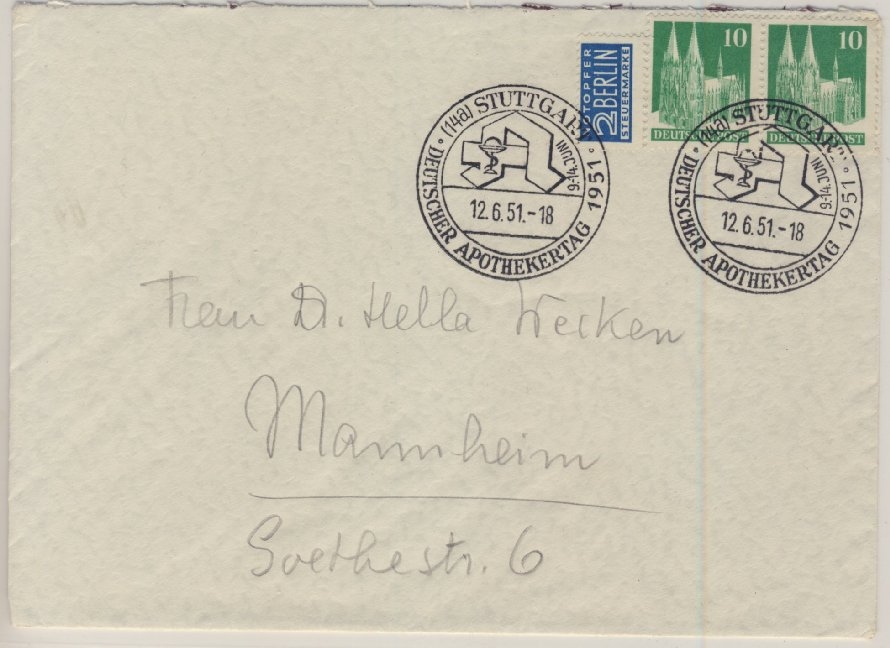 NOTOPFER
2 BERLIN
STEUERMARKE
10
DEUTSCHE POST
10
DEUTSCHE POST
(14a) STUTTGART
9.-14. JUNI 1951
12.6.51.-18
DEUTSCHER APOTHEKERTAG
(14a) STUTTGART
9.-14. JUNI 1951
12.6.51.-18
DEUTSCHER APOTHEKERTAG
Frau Dr. Hella Wecken
Mannheim
Goethestr. 6